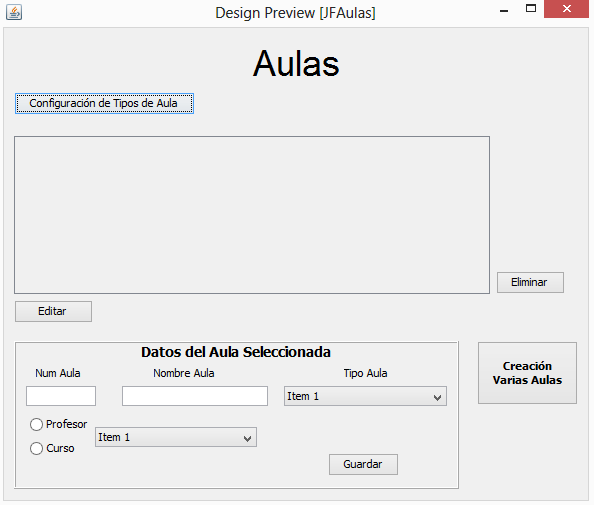 Design Preview [JFAulas]
Aulas
Configuración de Tipos de Aula
Eliminar
Editar
Datos del Aula Seleccionada
Num Aula
Nombre Aula
Tipo Aula
Item 1
Profesor
Item 1
Curso
Guardar
Creación
Varias Aulas